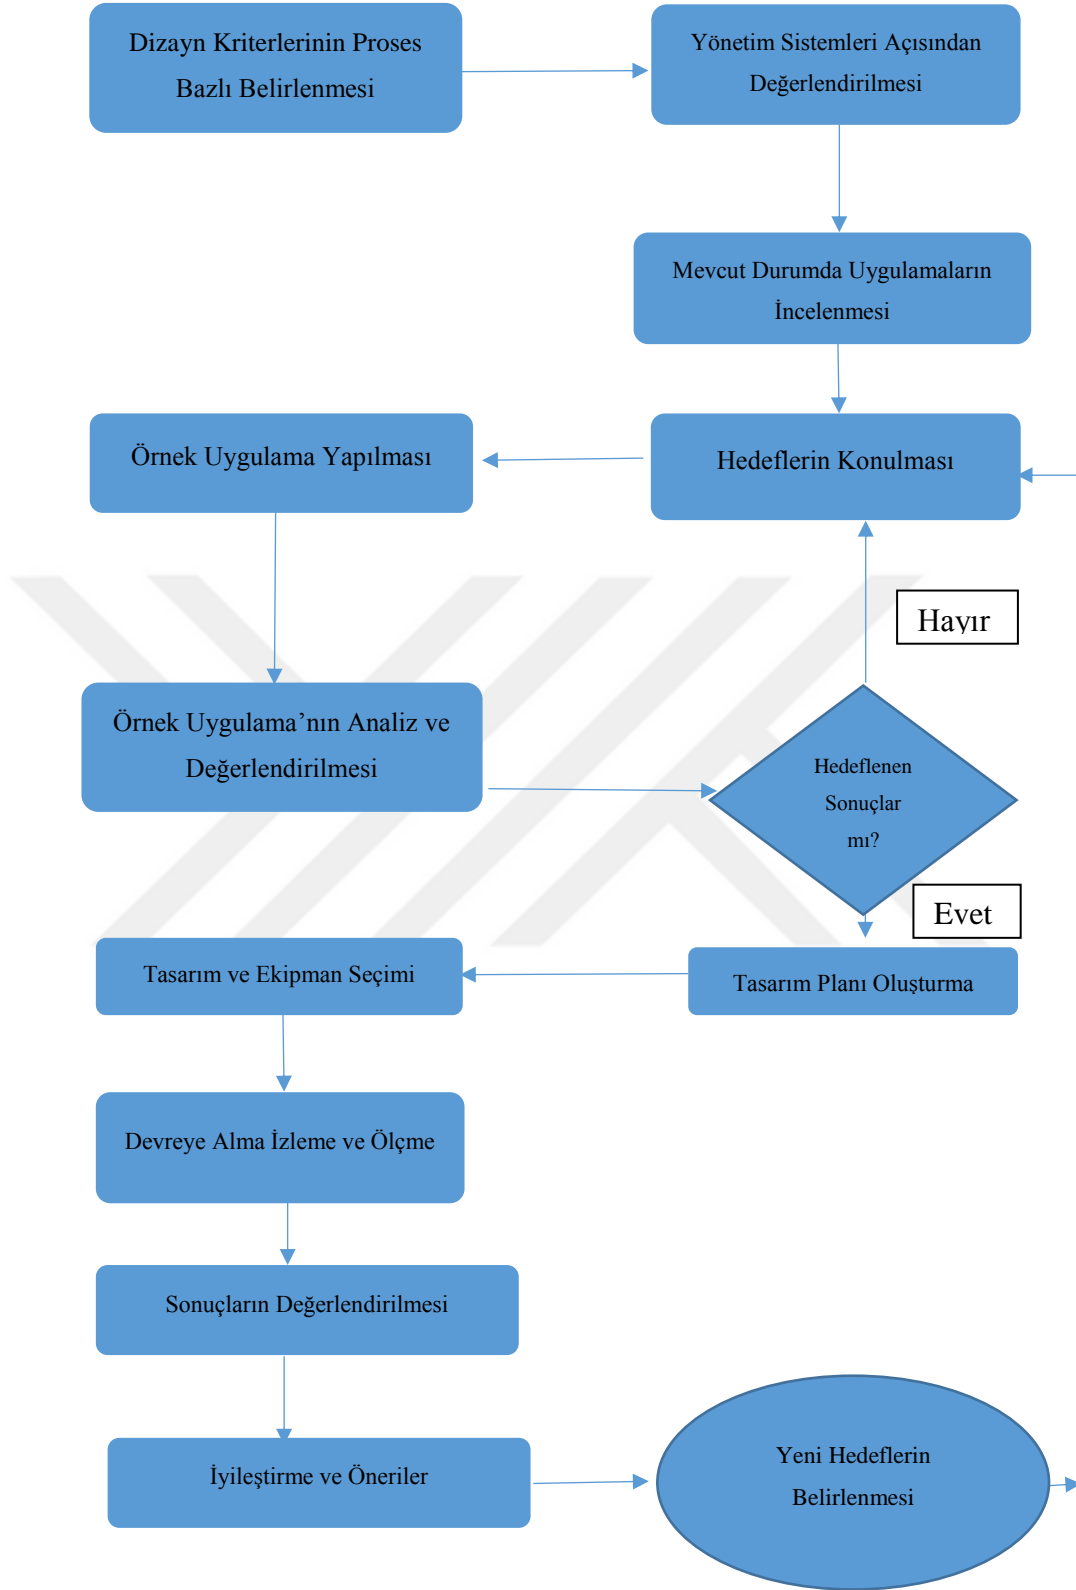 Dizayn Kriterlerinin Proses
Bazlı Belirlenmesi
Yönetim Sistemleri Açısından
Değerlendirilmesi
Mevcut Durumda Uygulamaların
İncelenmesi
Hedeflerin Konulması
Örnek Uygulama Yapılması
Hayır
Örnek Uygulama’nın Analiz ve
Değerlendirilmesi
Hedeflenen
Sonuçlar
mı?
Evet
Tasarım Planı Oluşturma
Tasarım ve Ekipman Seçimi
Devreye Alma İzleme ve Ölçme
Sonuçların Değerlendirilmesi
İyileştirme ve Öneriler
Yeni Hedeflerin
Belirlenmesi